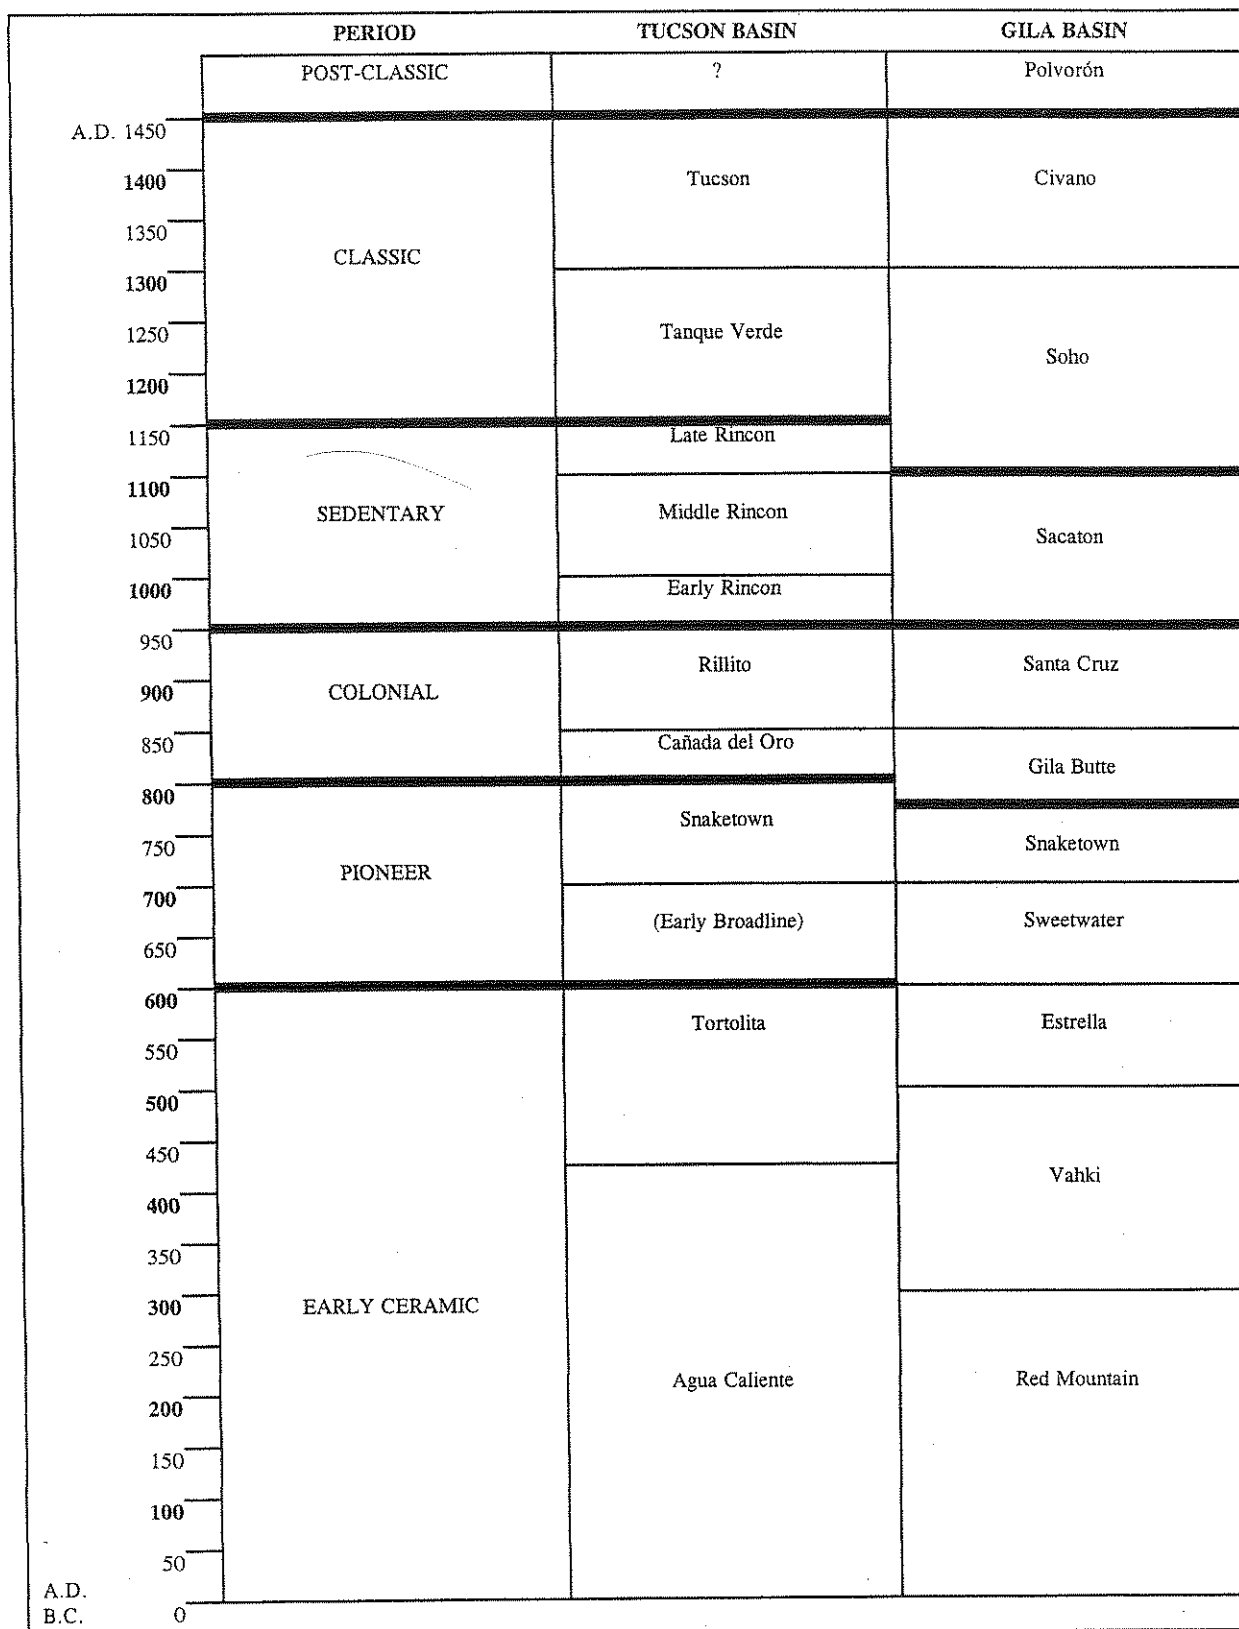 PERIOD TUCSON BASIN GILA BASIN
POST-CLASSIC ? Polvorón
A.D. 1450
1400 Tucson Civano
1350
CLASSIC
1300
1250 Tanque Verde
Soho
1200
1150 Late Rincon
1100
SEDENTARY Middle Rincon
1050 Sacaton
1000 Early Rincon
950
Rillito Santa Cruz
900 COLONIAL
850 Cañada del Oro
Gila Butte
800
Snaketown
750 Snaketown
PIONEER
700
(Early Broadline) Sweetwater
650
600
Tortolita Estrella
550
500
450
Vahki
400
350
300 EARLY CERAMIC
250
Agua Caliente Red Mountain
200
150
100
50
A.D.
B.C. 0